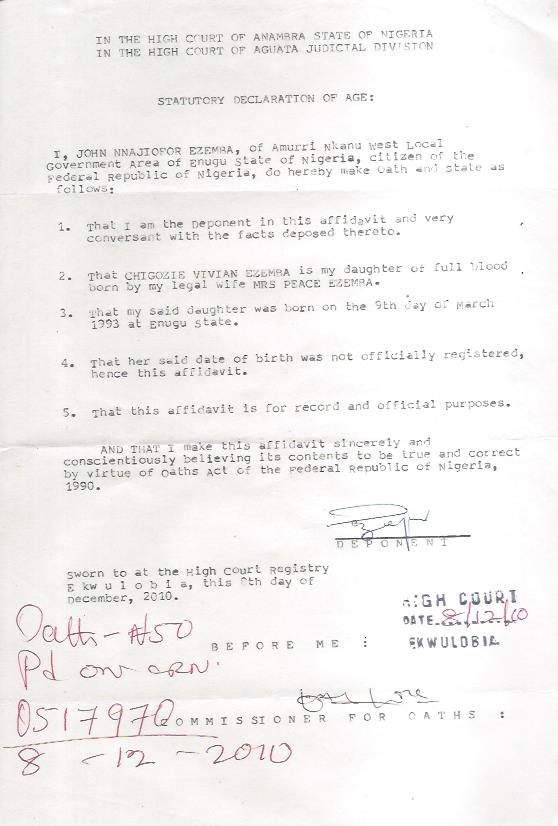 IN THE HIGH COURT OF ANAMBRA STATE OF NIGERIA
IN THE HIGH COURT OF AGUATA JUDICIAL DIVISION
STATUTORY DECLARATION OF AGE:
I, JOHN NNAJIOFOR EZEMBA, of Amurri Nkanu West Local
Government Area of Enugu State of Nigeria, citizen of the
Federal Republic of Nigeria, do hereby make Oath and state as
follows:
1. That I am the Deponent in this affidavit and very
conversant with the facts deposed thereto.
2. That CHIGOZIE VIVIAN EZEMBA is my daughter of full blood
born by my legal wife MRS PEACE EZEMBA.
3. That my said daughter was born on the 9th day of March
1993 at Enugu State.
4. That her said date of birth was not officially registered,
hence this affidavit.
5. That this affidavit is for record and official purposes.
AND THAT I make this affidavit sincerely and
conscientiously believing its contents to be true and correct
by virtue of Oaths Act of the Federal Republic of Nigeria,
1990.
DEPONENT
Sworn to at the High Court Registry
Ekwulobia, this 8th day of
December, 2010.
HIGH COURT
DATE 8/12/10
EKWULOBIA
Oath - ₦50
BEFORE ME :
Pd on CRN.
0517970
COMMISSIONER FOR OATHS :
8 - 12 - 2010